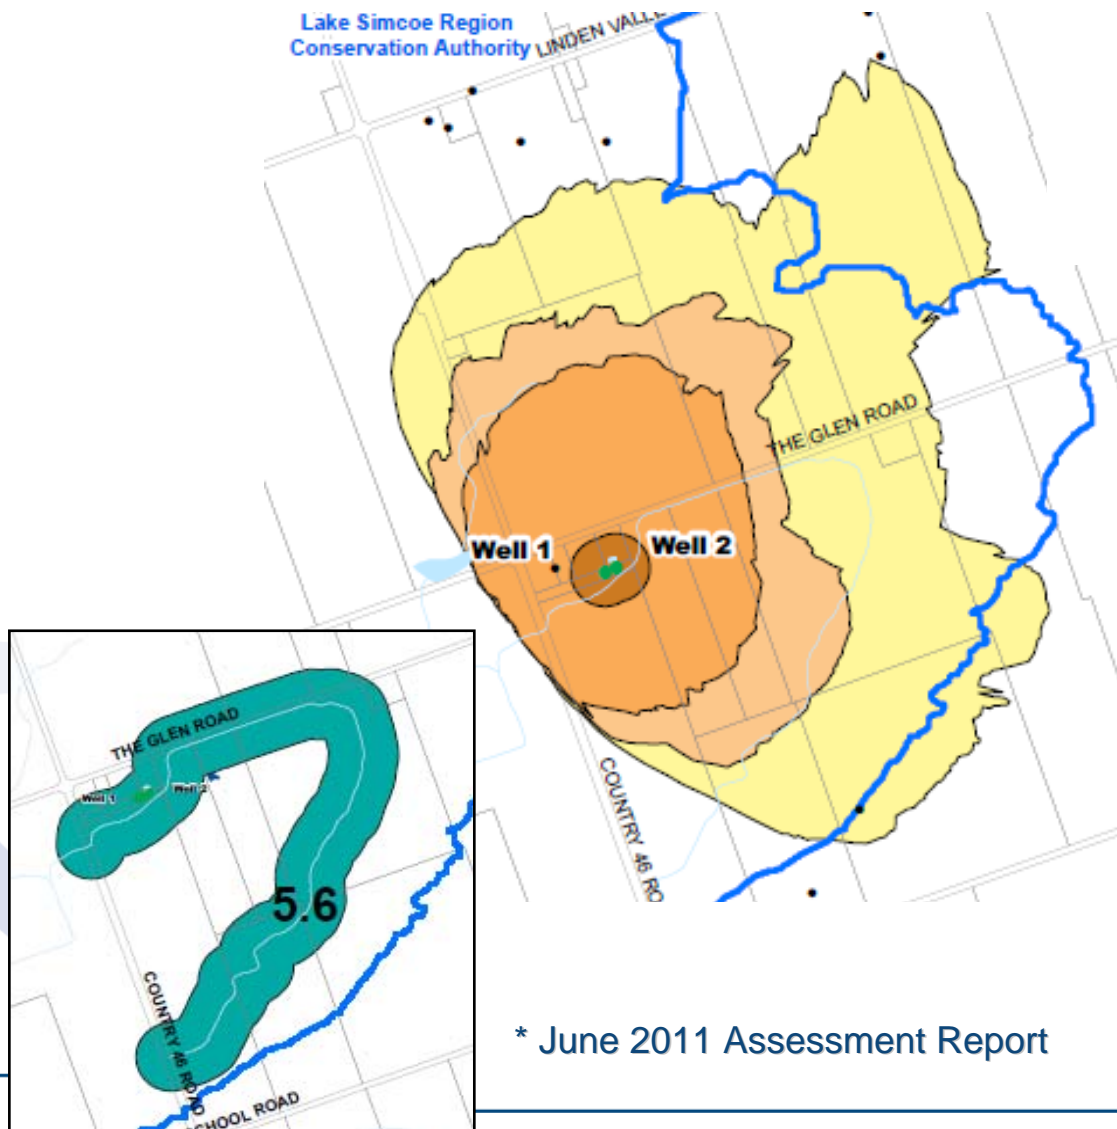 Lake Simcoe Region
Conservation Authority
LINDEN VALLE
THE GLEN ROAD
Well 1
Well 2
COUNTRY 46 RO
THE GLEN ROAD
Well 1
Well 2
5.6
COUNTRY 46 ROAD
SCHOOL ROAD
* June 2011 Assessment Report